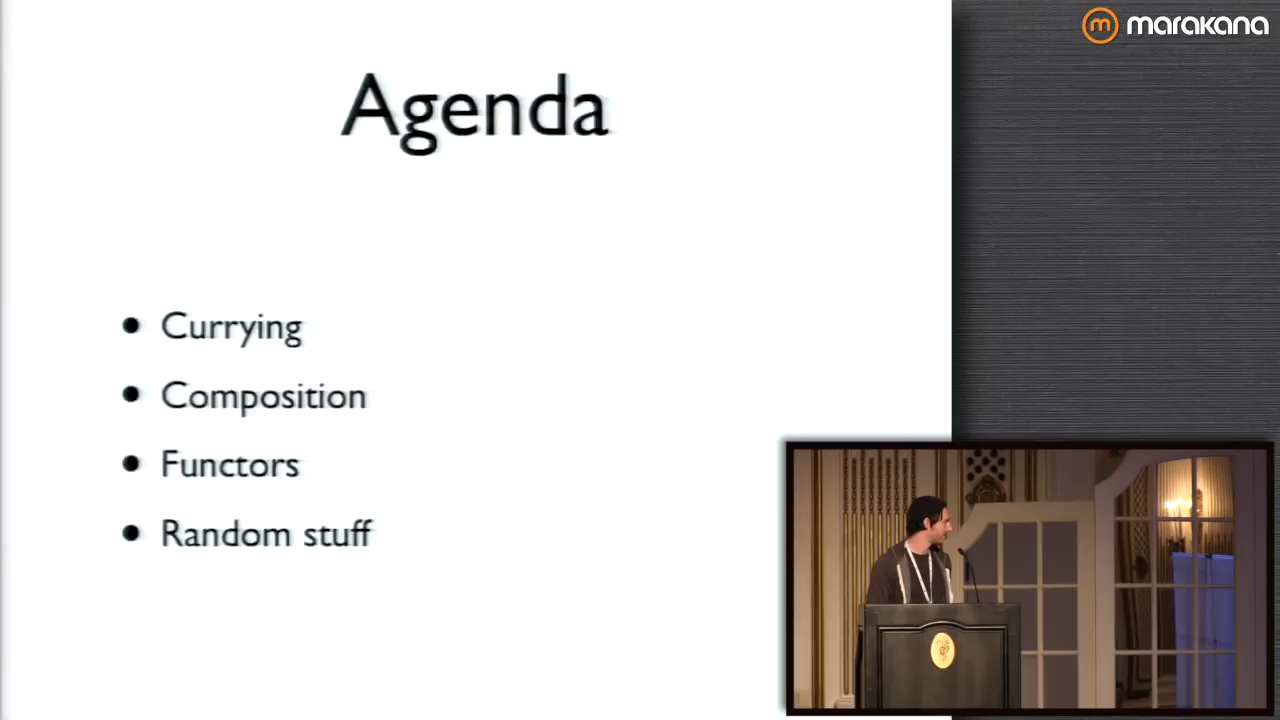 marakana
Agenda
• Currying
• Composition
• Functors
• Random stuff